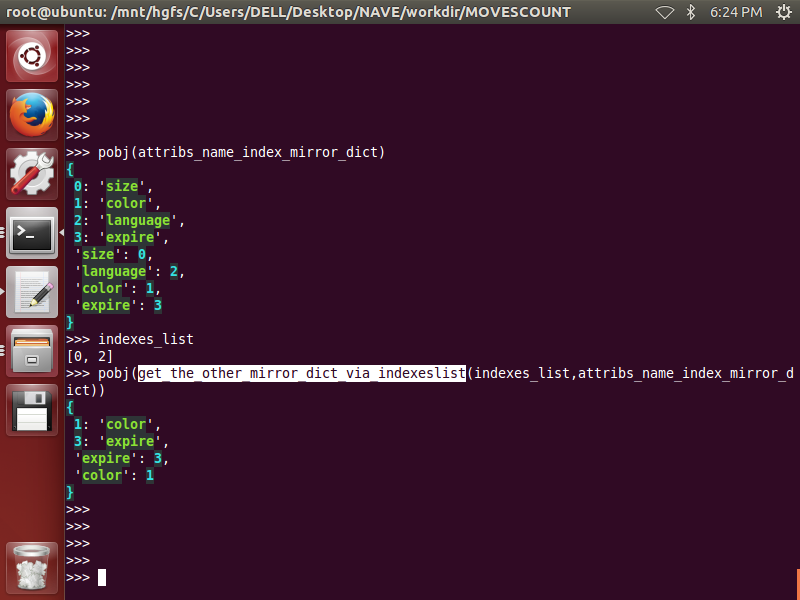 root@ubuntu: /mnt/hgfs/C/Users/DELL/Desktop/NAVE/workdir/MOVESCOUNT 6:24 PM
>>>
>>>
>>>
>>>
>>>
>>>
>>>
>>> pobj(attribs_name_index_mirror_dict)
{
 0: 'size',
 1: 'color',
 2: 'language',
 3: 'expire',
 'size': 0,
 'language': 2,
 'color': 1,
 'expire': 3
}
>>> indexes_list
[0, 2]
>>> pobj(get_the_other_mirror_dict_via_indexeslist(indexes_list,attribs_name_index_mirror_d
ict))
{
 1: 'color',
 3: 'expire',
 'expire': 3,
 'color': 1
}
>>>
>>>
>>>
>>>
>>>